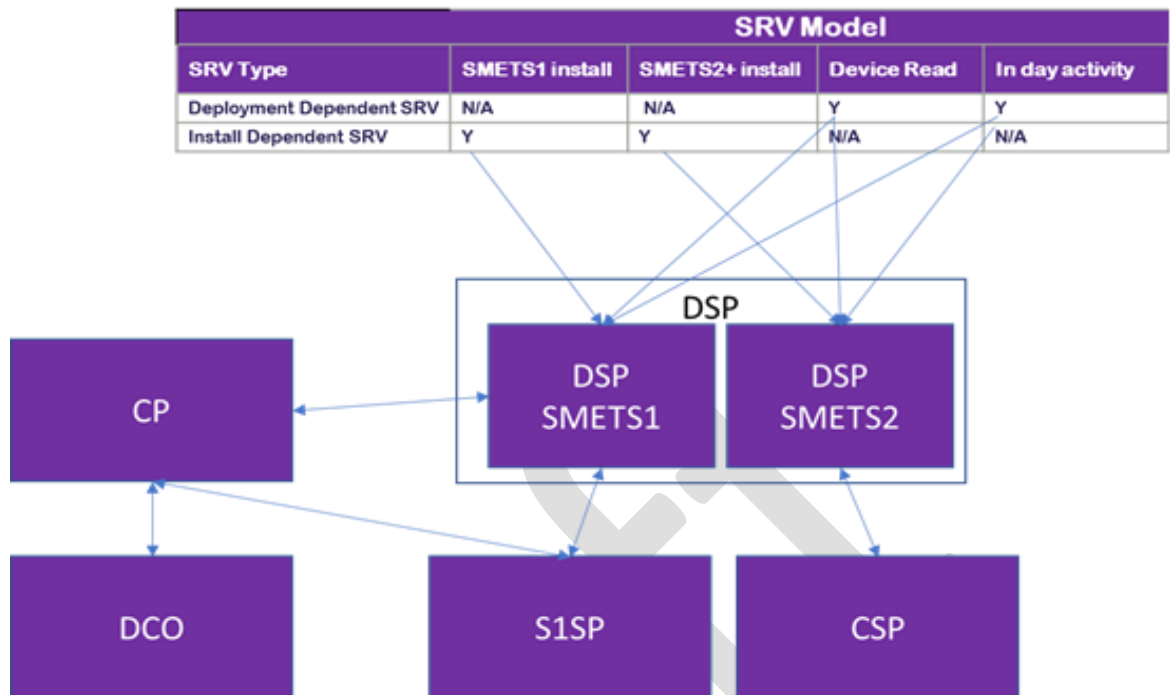 SRV Model
SRV Type SMETS1 install SMETS2+ install Device Read In day activity
Deployment Dependent SRV N/A N/A Y Y
Install Dependent SRV Y Y N/A N/A
DSP
DSP
SMETS1
DSP
SMETS2
CP
DCO
S1SP
CSP